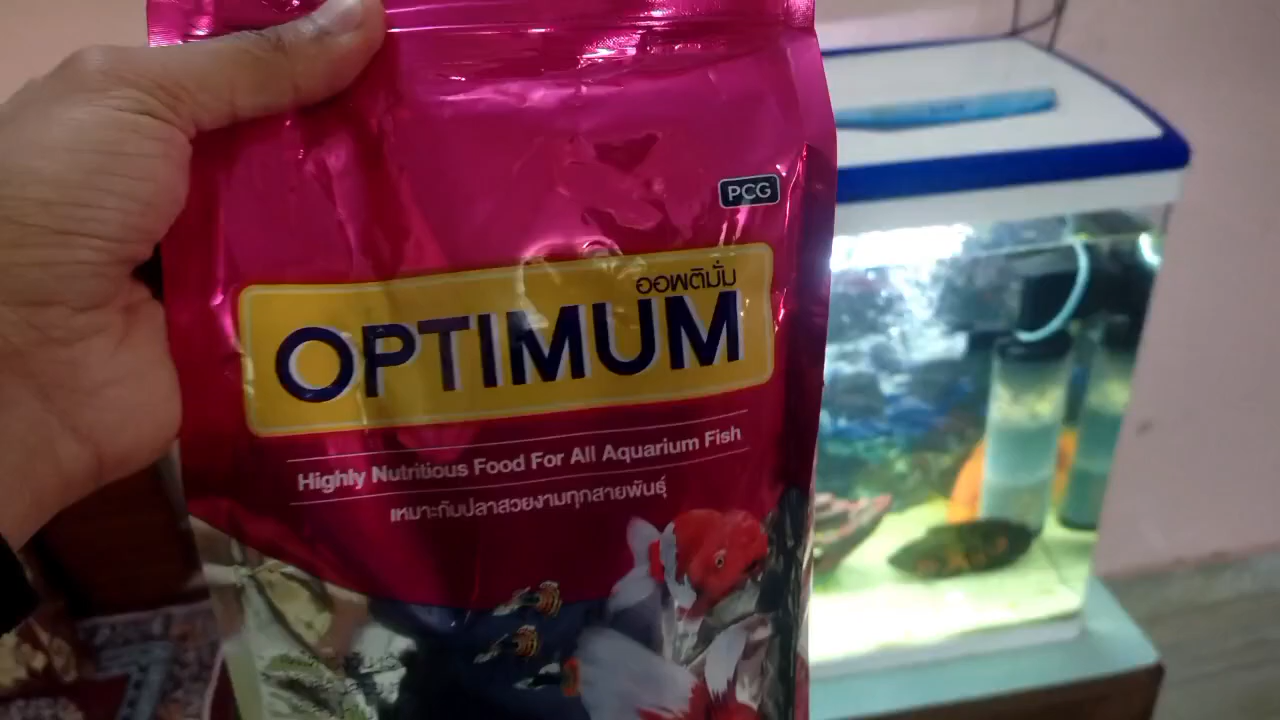 PCG
ออพติมั่ม
OPTIMUM
Highly Nutritious Food For All Aquarium Fish
เหมาะกับปลาสวยงามทุกสายพันธุ์